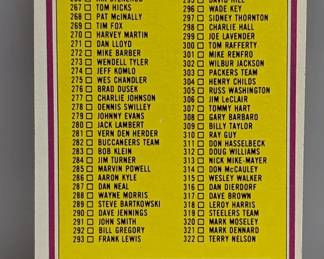 267 □ TOM HICKS
268 □ PAT McINALLY
269 □ TIM FOX
270 □ HARVEY MARTIN
271 □ DAN LLOYD
272 □ MIKE BARBER
273 □ WENDELL TYLER
274 □ JEFF KOMLO
275 □ WES CHANDLER
276 □ BRAD DUSEK
277 □ CHARLIE JOHNSON
278 □ DENNIS SWILLEY
279 □ JOHNNY EVANS
280 □ JACK LAMBERT
281 □ VERN DEN HERDER
282 □ BUCCANEERS TEAM
283 □ BOB KLEIN
284 □ JIM TURNER
285 □ MARVIN POWELL
286 □ AARON KYLE
287 □ DAN NEAL
288 □ WAYNE MORRIS
289 □ STEVE BARTKOWSKI
290 □ DAVE JENNINGS
291 □ JOHN SMITH
292 □ BILL GREGORY
293 □ FRANK LEWIS
295 □ DAVID HILL
296 □ WADE KEY
297 □ SIDNEY THORNTON
298 □ CHARLIE HALL
299 □ JOE LAVENDER
300 □ TOM RAFFERTY
301 □ MIKE RENFRO
302 □ WILBUR JACKSON
303 □ PACKERS TEAM
304 □ HENRY CHILDS
305 □ RUSS WASHINGTON
306 □ JIM LeCLAIR
307 □ TOMMY HART
308 □ GARY BARBARO
309 □ BILLY TAYLOR
310 □ RAY GUY
311 □ DON HASSELBECK
312 □ DOUG WILLIAMS
313 □ NICK MIKE-MAYER
314 □ DON McCAULEY
315 □ WESLEY WALKER
316 □ DAN DIERDORF
317 □ DAVE BROWN
318 □ LEROY HARRIS
319 □ STEELERS TEAM
320 □ MARK MOSELEY
321 □ MARK DENNARD
322 □ TERRY NELSON